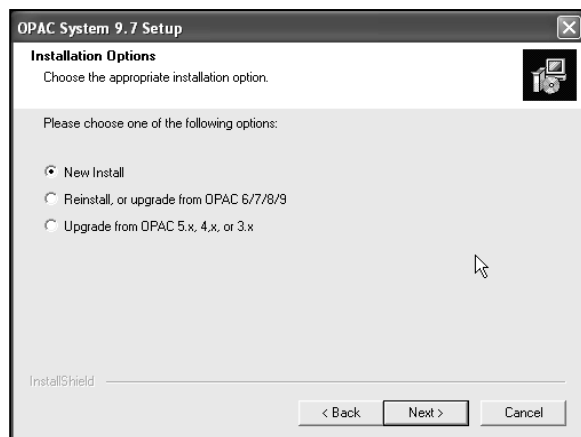 OPAC System 9.7 Setup
Installation Options
Choose the appropriate installation option.
Please choose one of the following options:
New Install
Reinstall, or upgrade from OPAC 6/7/8/9
Upgrade from OPAC 5.x, 4.x, or 3.x
InstallShield
< Back Next > Cancel